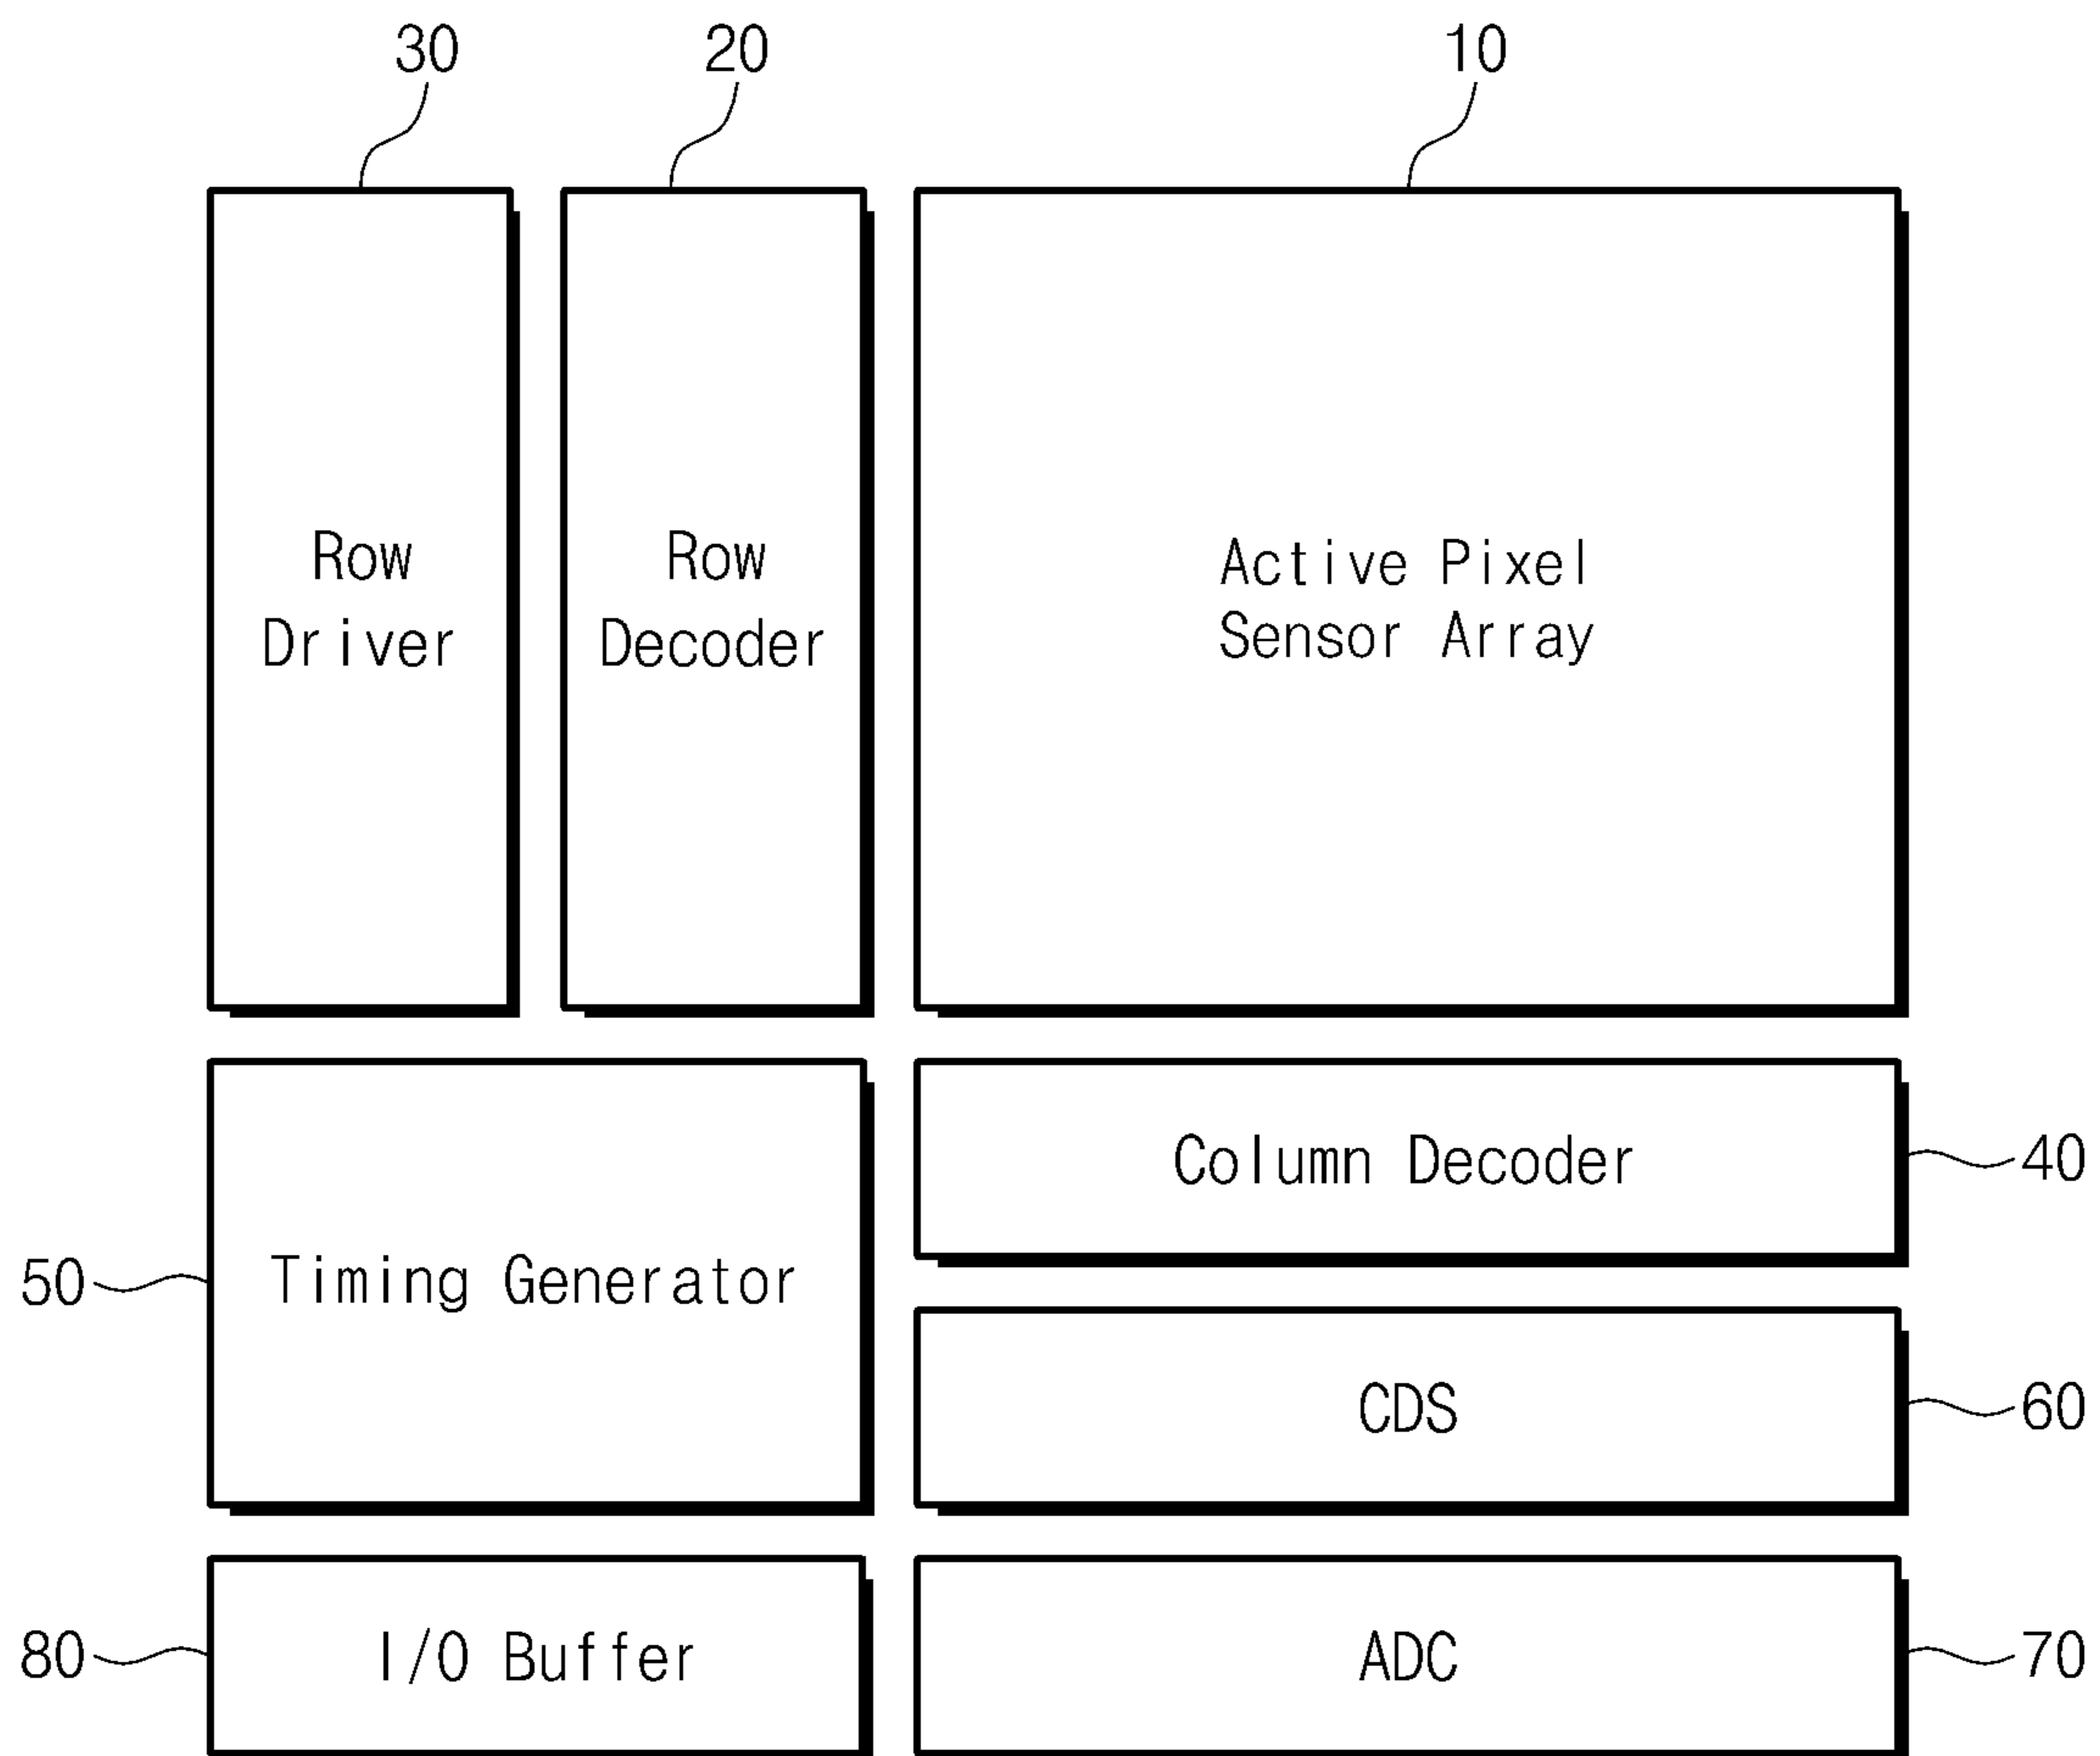 30
20
10
Row
Driver
Row
Decoder
Active Pixel
Sensor Array
Column Decoder
40
50
Timing Generator
CDS
60
80
I/O Buffer
ADC
70